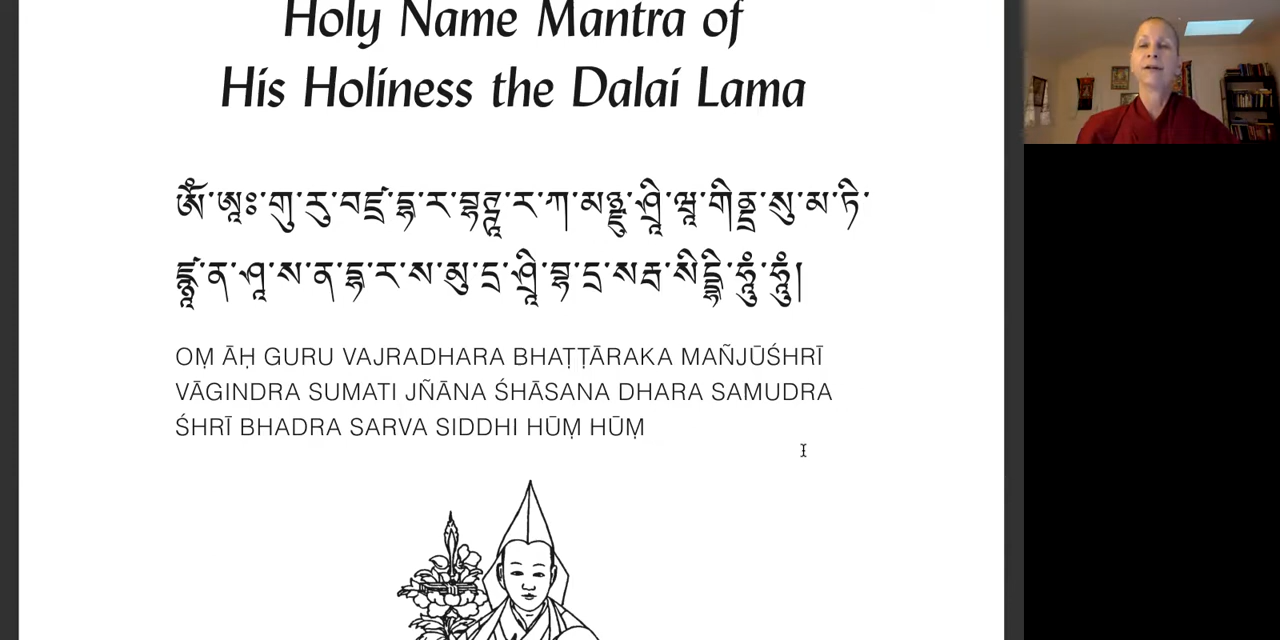 Holy Name Mantra of
His Holiness the Dalai Lama
ༀ་ཨཱཿ་གུ་རུ་བཛྲ་དྷ་ར་བྷཊྚཱ་ར་ཀ་མཉྫུ་ཤྲཱི་ཝཱ་གིནྡྲ་སུ་མ་ཏི་
ཛྙཱ་ན་ཤཱ་ས་ན་དྷ་ར་ས་མུ་དྲ་ཤྲཱི་བྷ་དྲ་སརྦ་སིདྡྷི་ཧཱུྃ་ཧཱུྃ།
OṂ ĀḤ GURU VAJRADHARA BHAṬṬĀRAKA MAÑJŪŚHRĪ
VĀGINDRA SUMATI JÑĀNA ŚHĀSANA DHARA SAMUDRA
ŚHRĪ BHADRA SARVA SIDDHI HŪṂ HŪṂ